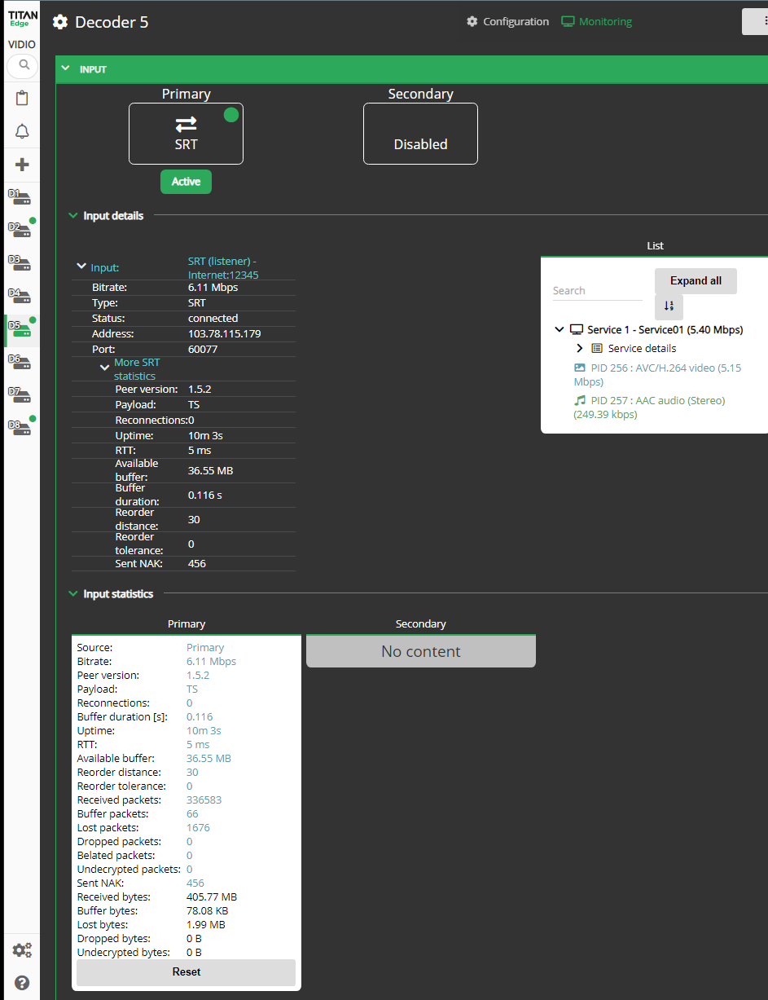 TITAN
Edge
VIDIO
Decoder 5
Configuration
Monitoring
INPUT
Primary
SRT
Active
Secondary
Disabled
D1
D2
D3
D4
D5
D6
D7
D8
Input details
Input: SRT (listener) -
Internet:12345
Bitrate: 6.11 Mbps
Type: SRT
Status: connected
Address: 103.78.115.179
Port: 60077
More SRT
statistics
Peer version: 1.5.2
Payload: TS
Reconnections:0
Uptime: 10m 3s
RTT: 5 ms
Available
buffer: 36.55 MB
Buffer
duration: 0.116 s
Reorder
distance: 30
Reorder
tolerance: 0
Sent NAK: 456
List
Search
Expand all
Service 1 - Service01 (5.40 Mbps)
Service details
PID 256 : AVC/H.264 video (5.15
Mbps)
PID 257 : AAC audio (Stereo)
(249.39 kbps)
Input statistics
Primary
Source: Primary
Bitrate: 6.11 Mbps
Peer version: 1.5.2
Payload: TS
Reconnections: 0
Buffer duration [s]: 0.116
Uptime: 10m 3s
RTT: 5 ms
Available buffer: 36.55 MB
Reorder distance: 30
Reorder tolerance: 0
Received packets: 336583
Buffer packets: 66
Lost packets: 1676
Dropped packets: 0
Belated packets: 0
Undecrypted packets: 0
Sent NAK: 456
Received bytes: 405.77 MB
Buffer bytes: 78.08 KB
Lost bytes: 1.99 MB
Dropped bytes: 0 B
Undecrypted bytes: 0 B
Reset
Secondary
No content